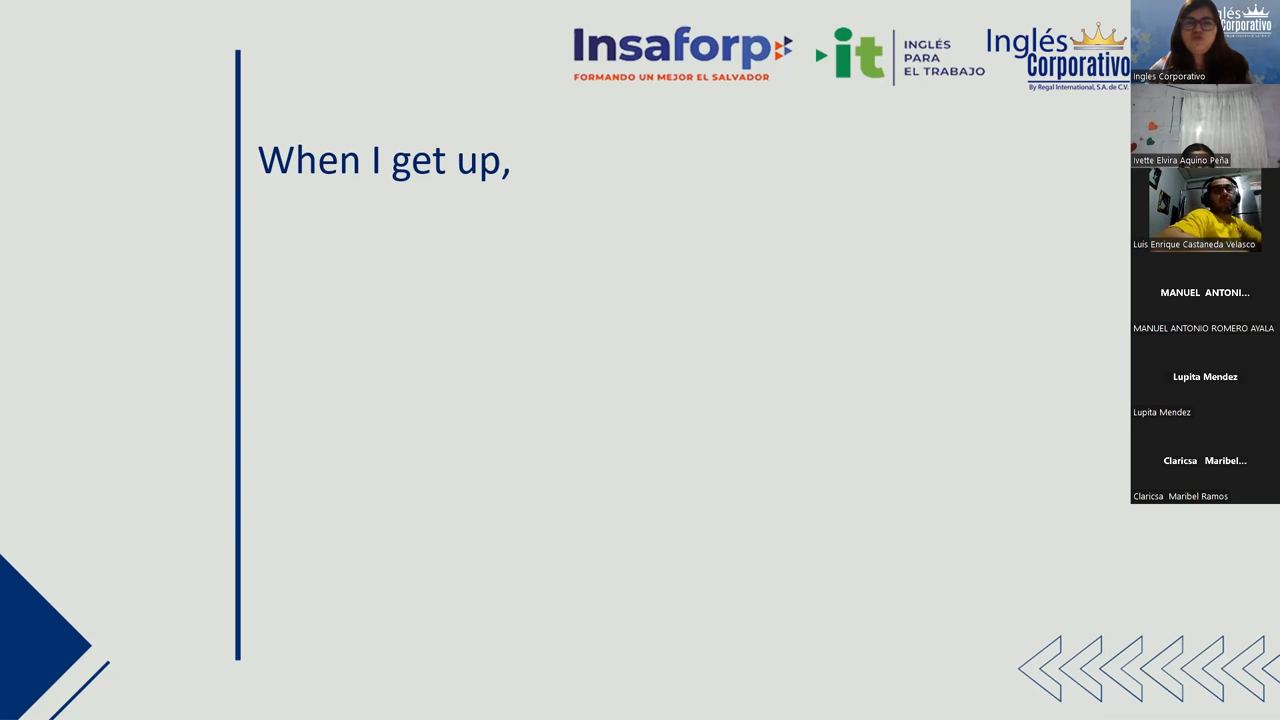 Insaforp
FORMANDO UN MEJOR EL SALVADOR
it
INGLÉS
PARA
EL TRABAJO
Inglés
Corporativo
By Regal International, S.A. de C.V.
When I get up,
glés
Corporativo
Ingles Corporativo
Ivette Elvira Aquino Peña
Luis Enrique Castaneda Velasco
MANUEL ANTONI...
MANUEL ANTONIO ROMERO AYALA
Lupita Mendez
Lupita Mendez
Claricsa Maribel...
Claricsa Maribel Ramos